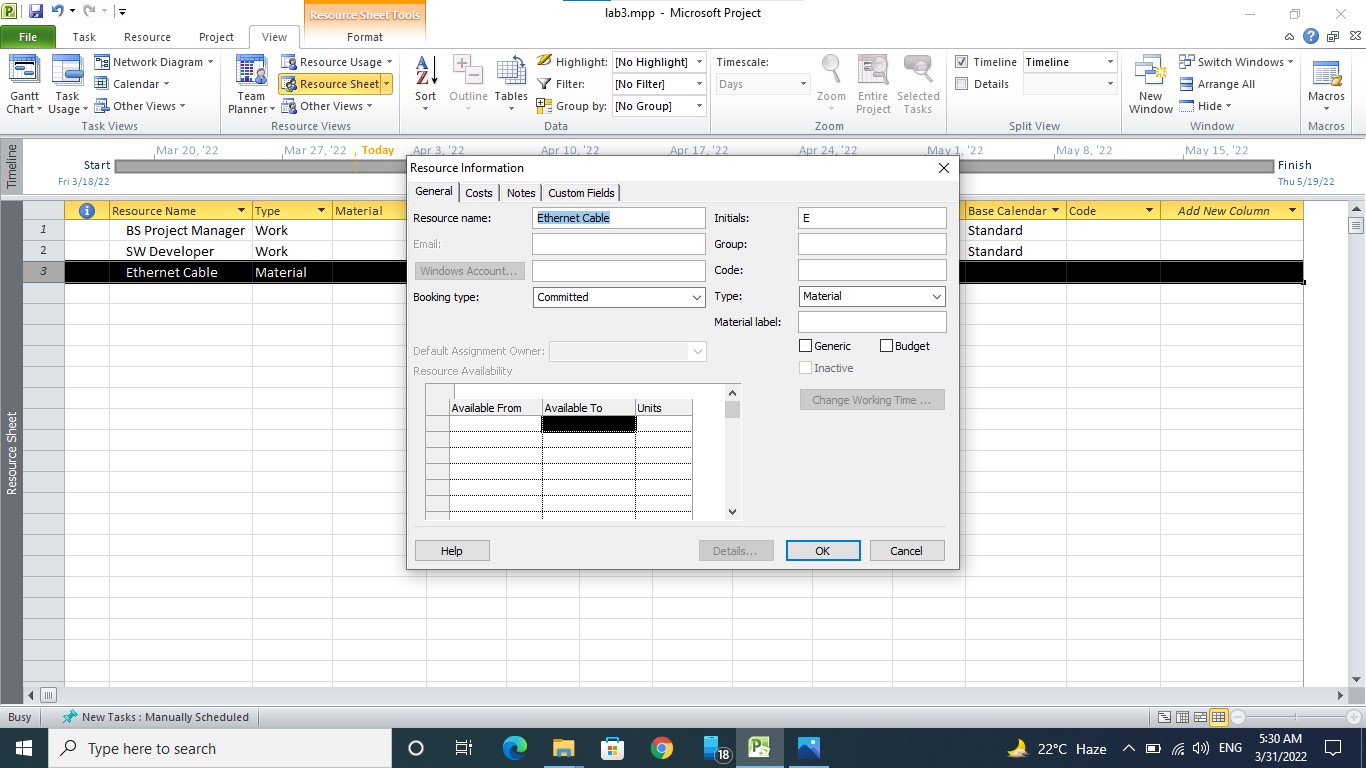 Resource Sheet Tools
lab3.mpp - Microsoft Project
File Task Resource Project View Format
Network Diagram Resource Usage Highlight: [No Highlight] Timescale: Timeline Timeline Switch Windows
Calendar Resource Sheet Filter: [No Filter] Days Details Arrange All
Gantt Chart Task Usage Other Views Team Planner Other Views Sort Outline Tables Group by: [No Group] Zoom Entire Project Selected Tasks New Window Hide Macros
Task Views Resource Views Data Zoom Split View Window Macros
Timeline
Mar 20, '22 Mar 27, '22 Today Apr 3, '22 Apr 10, '22 Apr 17, '22 Apr 24, '22 May 1, '22 May 8, '22 May 15, '22
Start Finish
Fri 3/18/22 Thu 5/19/22
Resource Sheet
Resource Name Type Material Base Calendar Code Add New Column
1 BS Project Manager Work Standard
2 SW Developer Work Standard
3 Ethernet Cable Material
Resource Information
General Costs Notes Custom Fields
Resource name: Ethernet Cable Initials: E
Email: Group:
Windows Account... Code:
Booking type: Committed Type: Material
Material label:
Generic Budget
Default Assignment Owner:
Inactive
Resource Availability
Change Working Time ...
Available From Available To Units
Help Details... OK Cancel
Busy New Tasks : Manually Scheduled
Type here to search 18 22°C Haze ENG 5:30 AM
3/31/2022